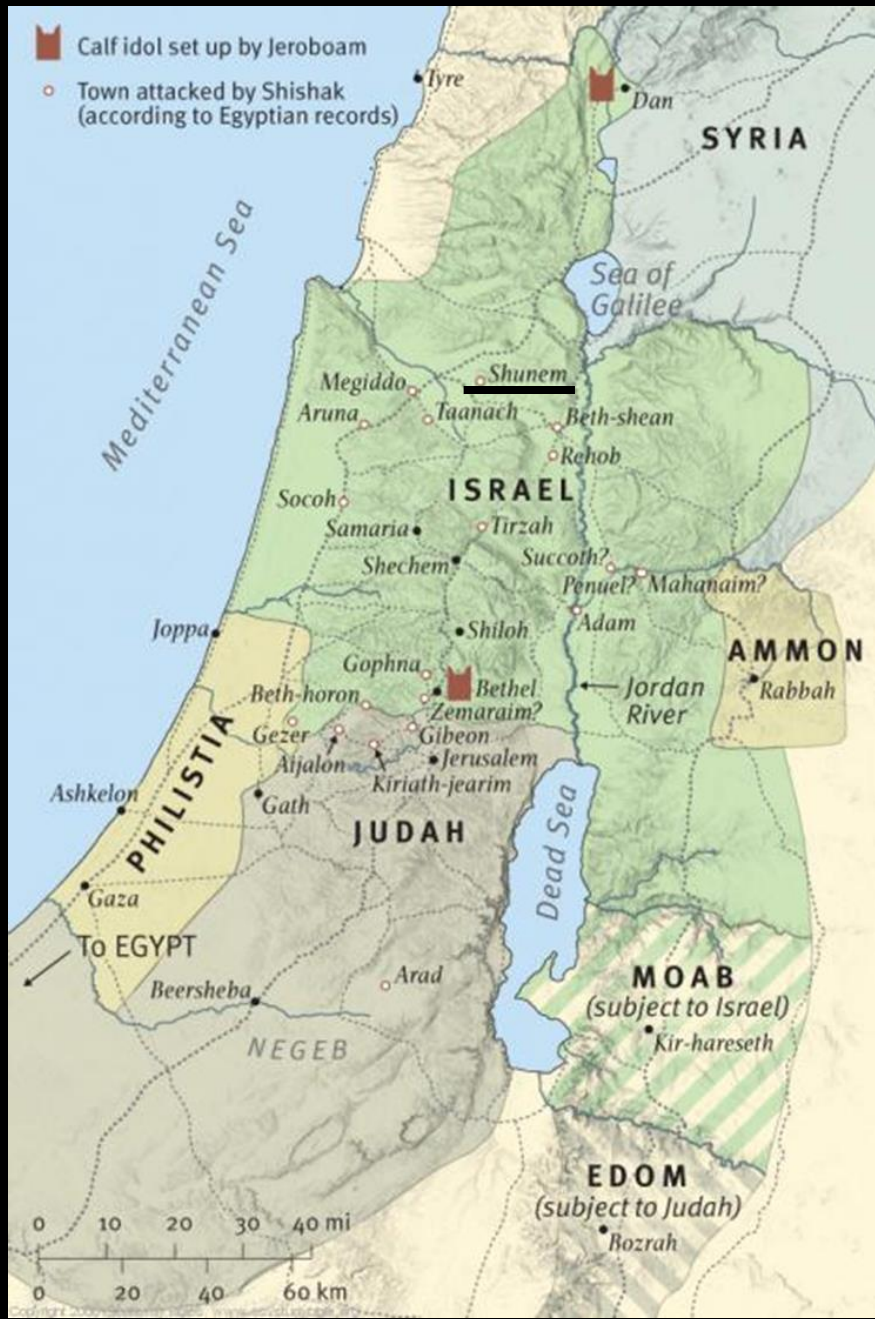 Calf idol set up by Jeroboam
Town attacked by Shishak
(according to Egyptian records)
Tyre
Dan
SYRIA
Mediterranean Sea
Sea of
Galilee
Shunem
Megiddo
Aruna
Taanach
Beth-shean
Rehob
ISRAEL
Socoh
Samaria
Tirzah
Shechem
Succoth?
Penuel?
Mahanaim?
Adam
Joppa
Shiloh
AMMON
Rabbah
Gophna
Bethel
Beth-horon
Zemaraim?
Jordan
River
Gezer
Gibeon
Aijalon
Jerusalem
Kiriath-jearim
PHILISTIA
Ashkelon
Gath
JUDAH
Dead Sea
Gaza
To EGYPT
Arad
Beersheba
NEGEB
MOAB
(subject to Israel)
Kir-hareseth
EDOM
(subject to Judah)
Bozrah
0 10 20 30 40 mi
0 20 40 60 km